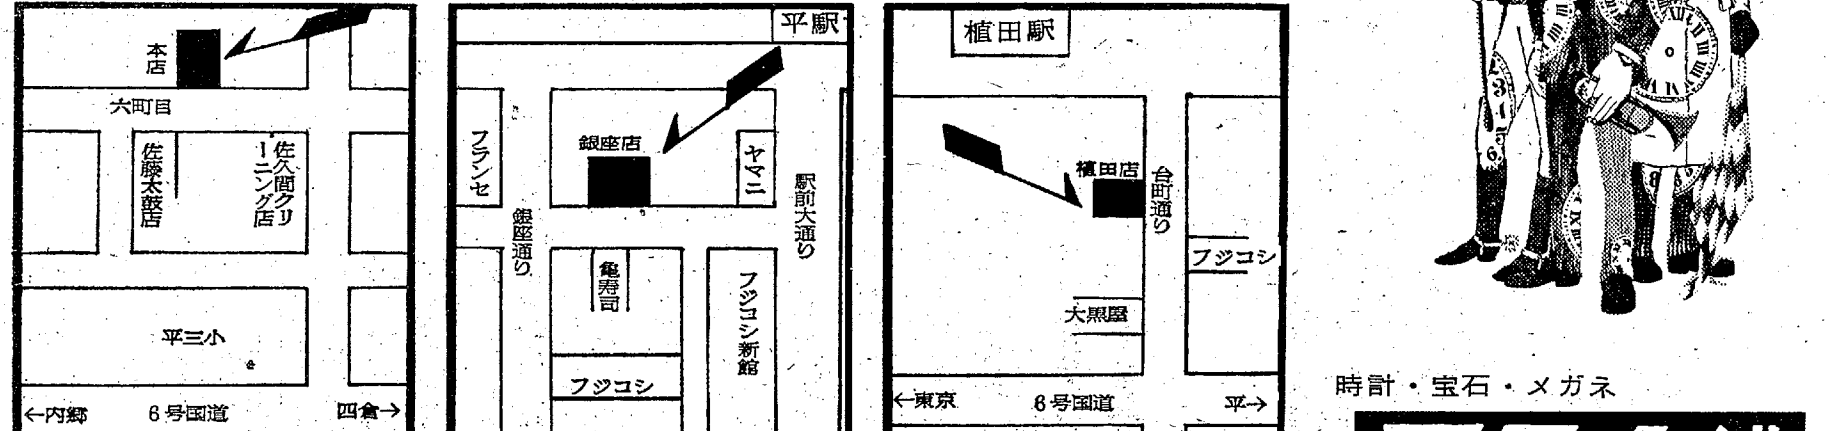 本店
六町目
佐藤太鼓店
佐久間クリーニング店
平三小
←内郷
6号国道
四倉→
平駅
フランセ
銀座店
ヤマニ
銀座通り
駅前大通り
亀寿司
フジコシ新館
フジコシ
植田駅
植田店
台町通り
フジコシ
大黒屋
←東京
6号国道
平→
時計・宝石・メガネ